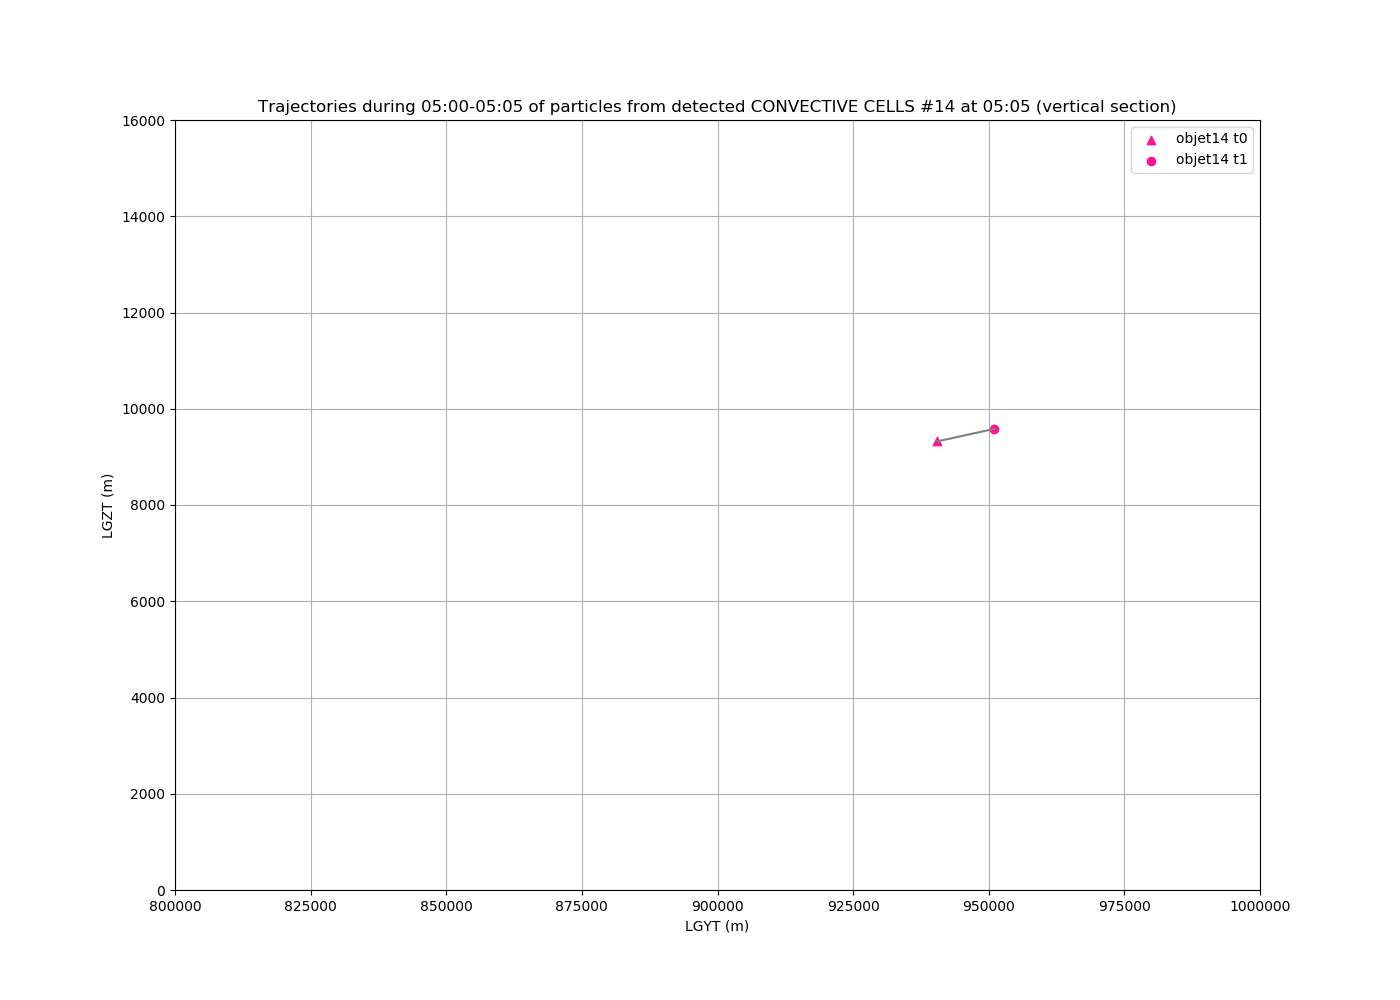 Trajectories during 05:00-05:05 of particles from detected CONVECTIVE CELLS #14 at 05:05 (vertical section)
objet14 t0
objet14 t1
16000
14000
12000
10000
8000
6000
4000
2000
0
LGZT (m)
800000 825000 850000 875000 900000 925000 950000 975000 1000000
LGYT (m)